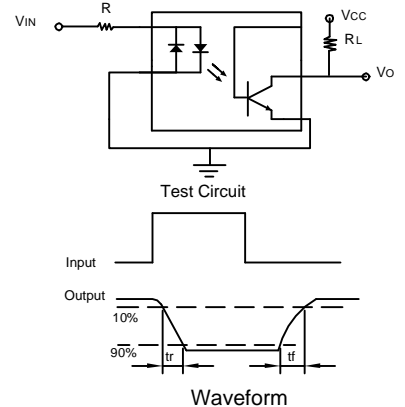 R
VIN
VCC
RL
VO
Test Circuit
Input
Output
10%
90%
tr
tf
Waveform